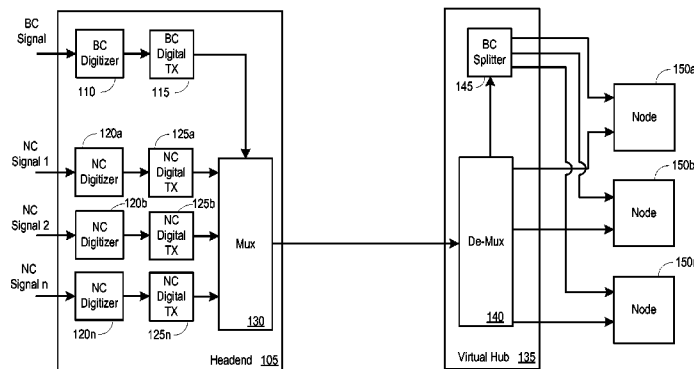 BC
Signal
BC
Digitizer
110
BC
Digital
TX
115
NC
Signal 1
120a
NC
Digitizer
125a
NC
Digital
TX
NC
Signal 2
120b
NC
Digitizer
125b
NC
Digital
TX
NC
Signal n
NC
Digitizer
120n
NC
Digital
TX
125n
Mux
130
Headend 105
BC
Splitter
145
De-Mux
140
Virtual Hub 135
150a
Node
150b
Node
150n
Node